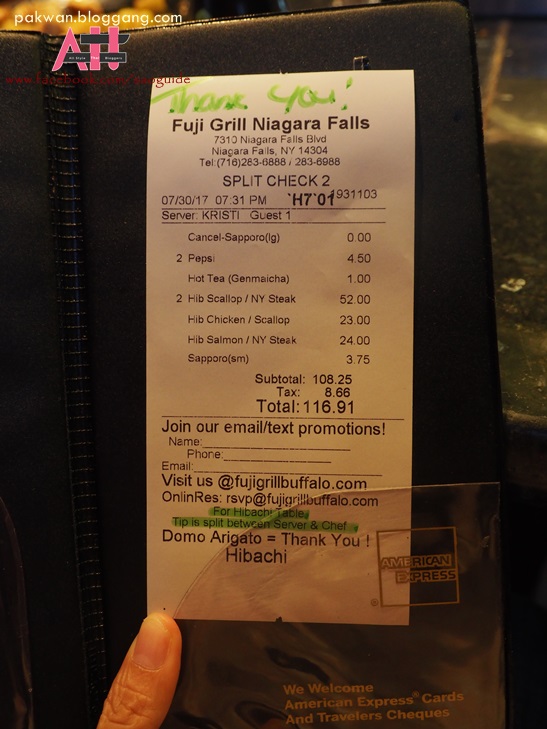 pakwan.bloggang.com
Thank You!
Fuji Grill Niagara Falls
7310 Niagara Falls Blvd
Niagara Falls, NY 14304
Tel:(716)283-6888 / 283-6988
SPLIT CHECK 2
07/30/17 07:31 PM `H7`01 1931103
Server: KRISTI Guest 1
Cancel-Sapporo(lg) 0.00
2 Pepsi 4.50
Hot Tea (Genmaicha) 1.00
2 Hib Scallop / NY Steak 52.00
Hib Chicken / Scallop 23.00
Hib Salmon / NY Steak 24.00
Sapporo(sm) 3.75
Subtotal: 108.25
Tax: 8.66
Total: 116.91
Join our email/text promotions!
Name:
Phone:
Email:
Visit us @fujigrillbuffalo.com
OnlinRes: rsvp@fujigrillbuffalo.com
For Hibachi Table,
Tip is split between Server & Chef
Domo Arigato = Thank You !
Hibachi
AMERICAN
EXPRESS
We Welcome
American Express® Cards
And Travelers Cheques